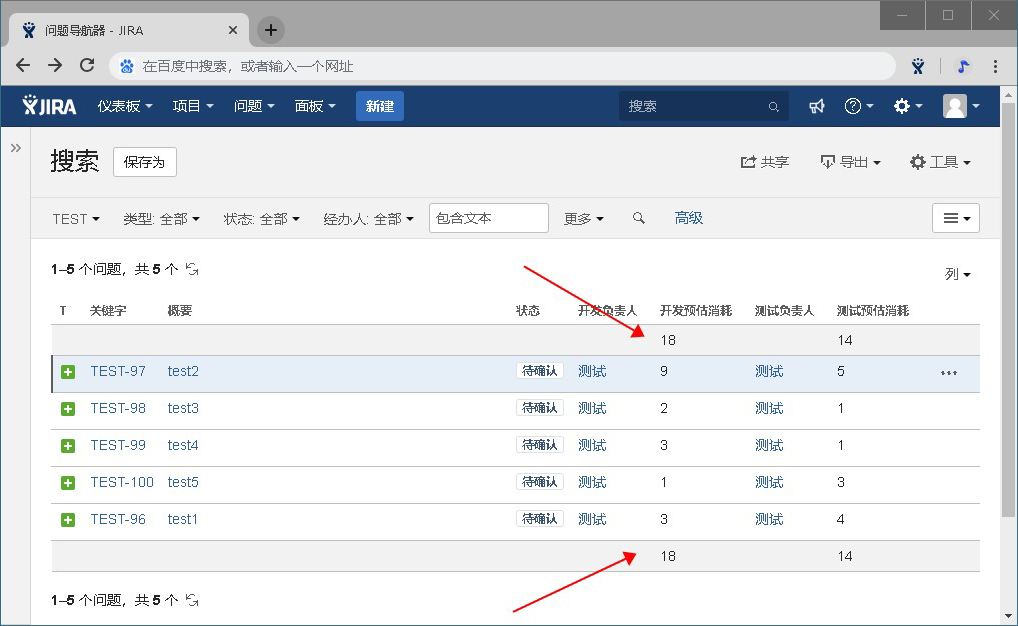 问题导航器 - JIRA
在百度中搜索，或者输入一个网址
JIRA 仪表板 项目 问题 面板 新建 搜索
搜索 保存为 共享 导出 工具
TEST 类型: 全部 状态: 全部 经办人: 全部 包含文本 更多 高级
1–5 个问题，共 5 个 列
T 关键字 概要 状态 开发负责人 开发预估消耗 测试负责人 测试预估消耗
18 14
TEST-97 test2 待确认 测试 9 测试 5
TEST-98 test3 待确认 测试 2 测试 1
TEST-99 test4 待确认 测试 3 测试 1
TEST-100 test5 待确认 测试 1 测试 3
TEST-96 test1 待确认 测试 3 测试 4
18 14
1–5 个问题，共 5 个